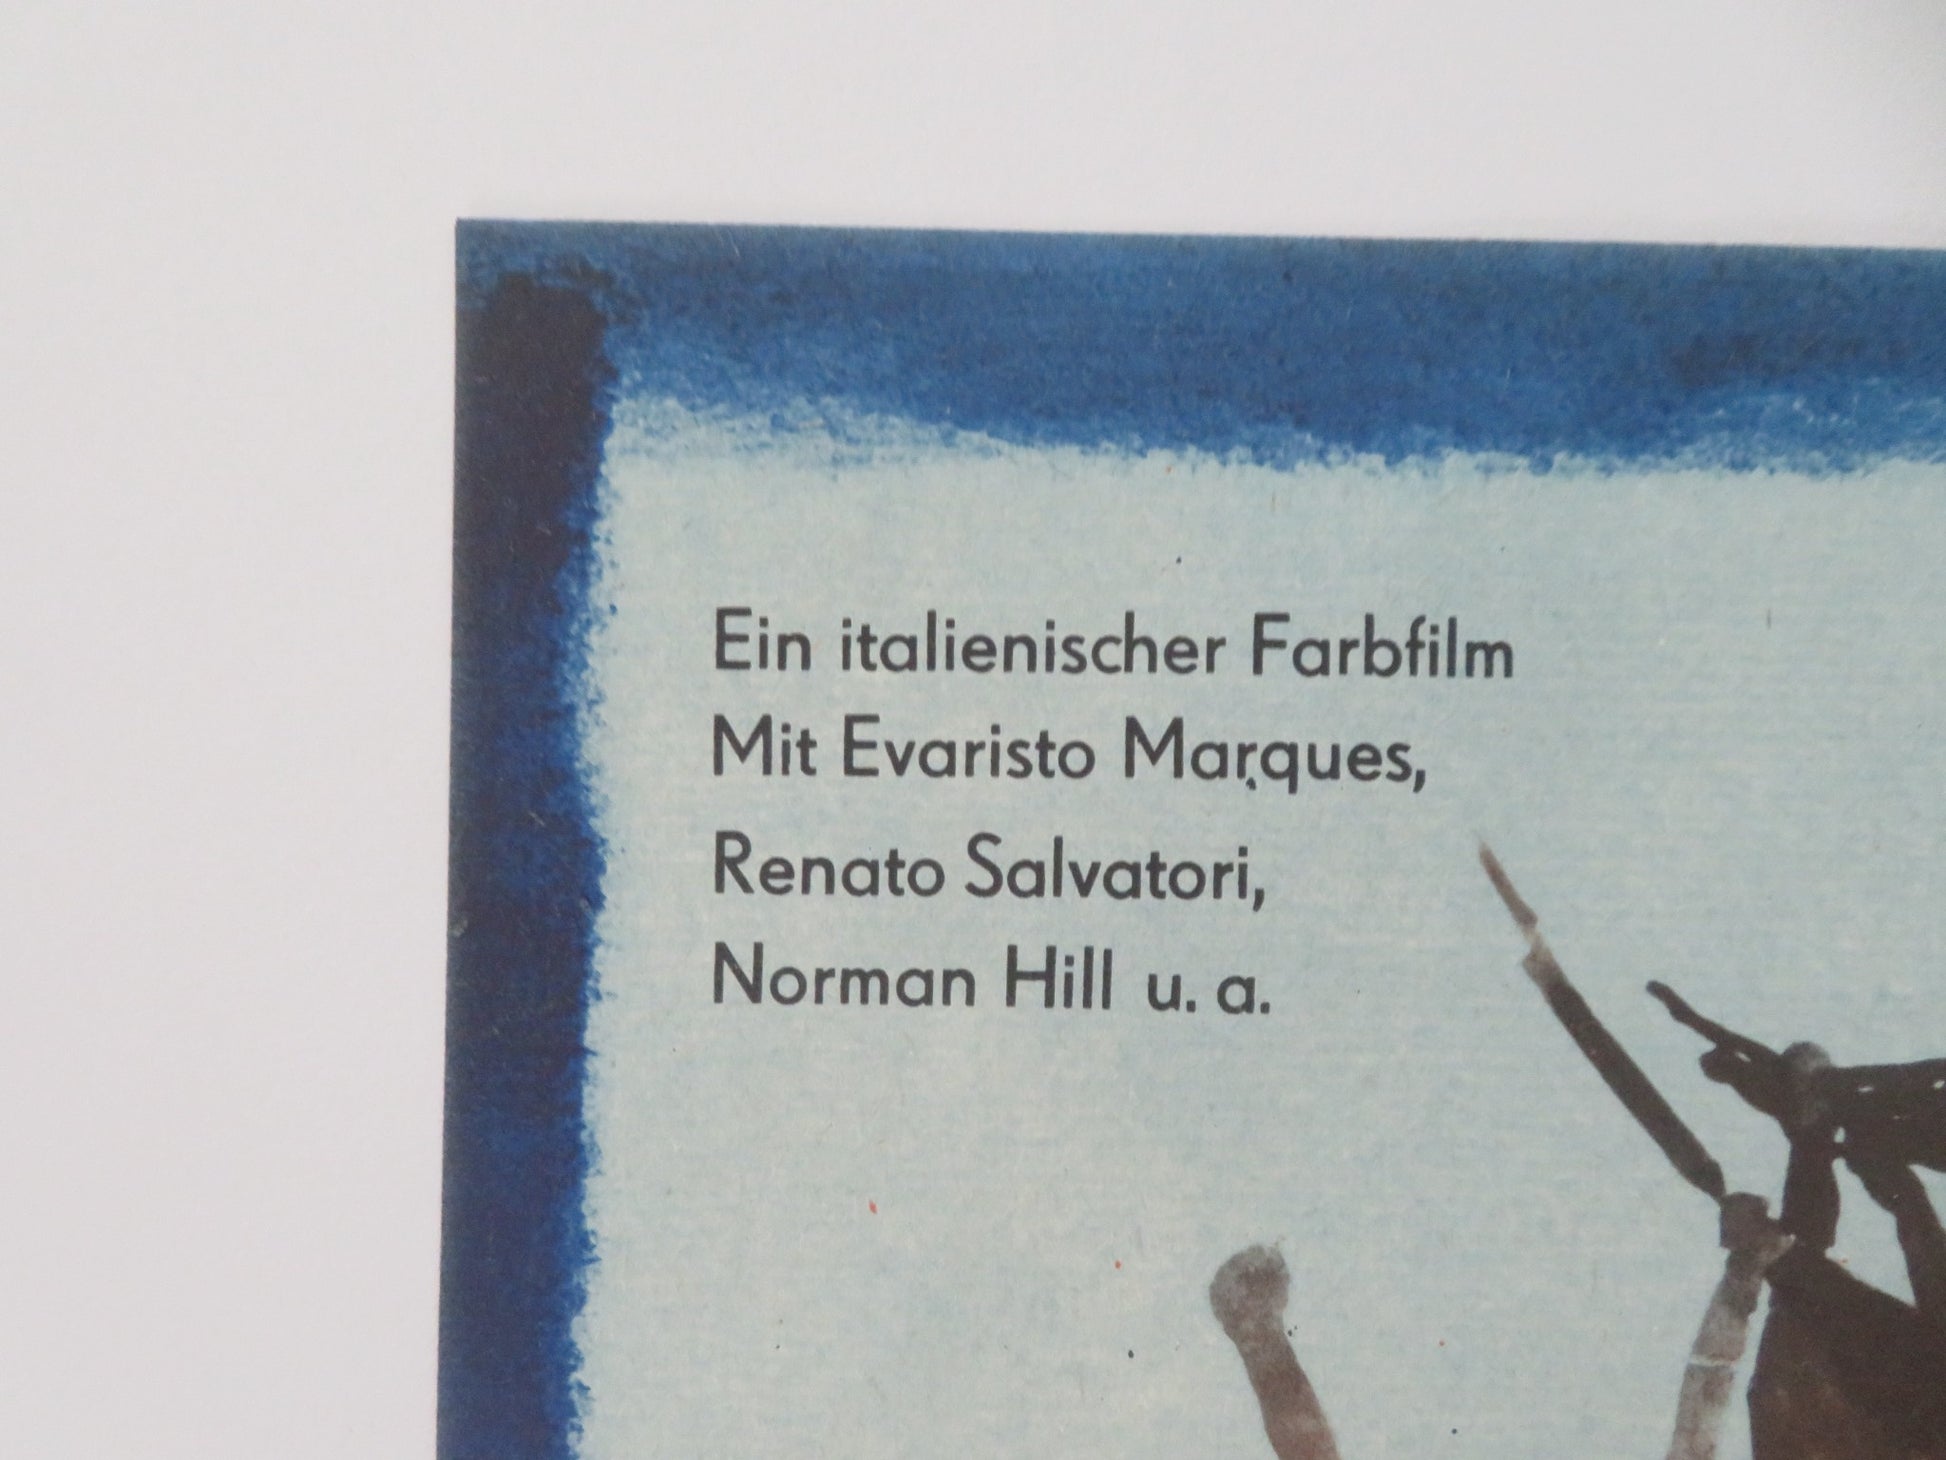 Ein italienischer Farbfilm
Mit Evaristo Marques,
Renato Salvatori,
Norman Hill u. a.